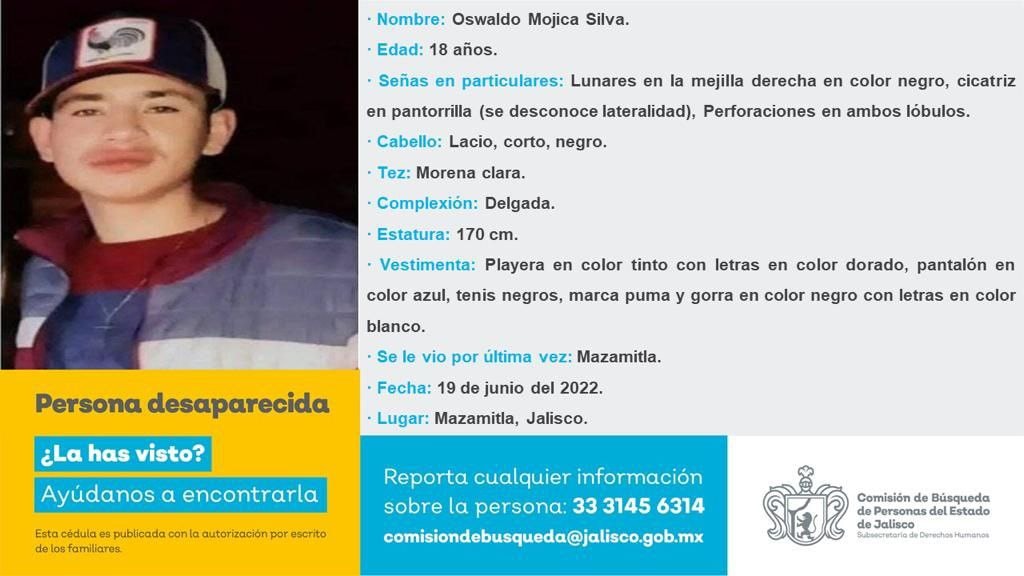 · Nombre: Oswaldo Mojica Silva.
· Edad: 18 años.
· Señas en particulares: Lunares en la mejilla derecha en color negro, cicatriz
en pantorrilla (se desconoce lateralidad), Perforaciones en ambos lóbulos.
· Cabello: Lacio, corto, negro.
· Tez: Morena clara.
· Complexión: Delgada.
· Estatura: 170 cm.
· Vestimenta: Playera en color tinto con letras en color dorado, pantalón en
color azul, tenis negros, marca puma y gorra en color negro con letras en color
blanco.
· Se le vio por última vez: Mazamitla.
· Fecha: 19 de junio del 2022.
· Lugar: Mazamitla, Jalisco.
Persona desaparecida
¿La has visto?
Ayúdanos a encontrarla
Esta cédula es publicada con la autorización por escrito
de los familiares.
Reporta cualquier información
sobre la persona: 33 3145 6314
comisiondebusqueda@jalisco.gob.mx
Comisión de Búsqueda
de Personas del Estado
de Jalisco
Subsecretaría de Derechos Humanos